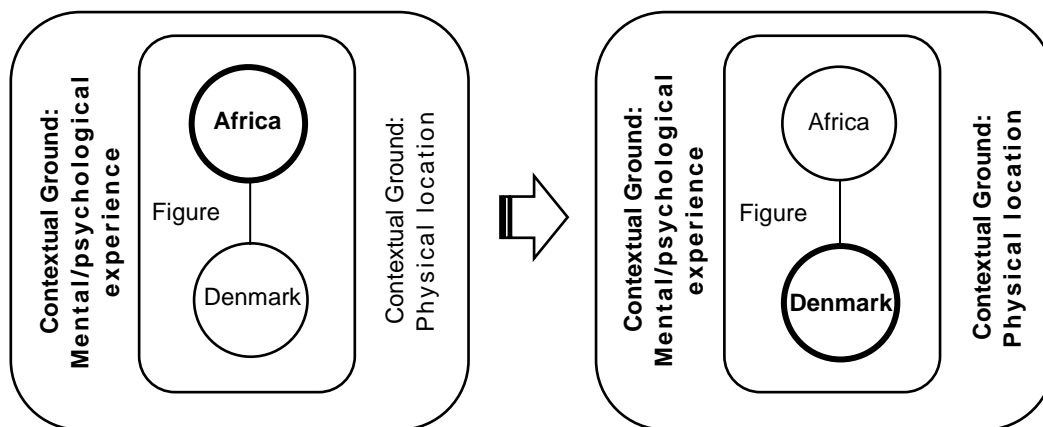 Contextual Ground:
Mental/psychological
experience
Africa
Figure
Denmark
Contextual Ground:
Physical location
Contextual Ground:
Mental/psychological
experience
Africa
Figure
Denmark
Contextual Ground:
Physical location